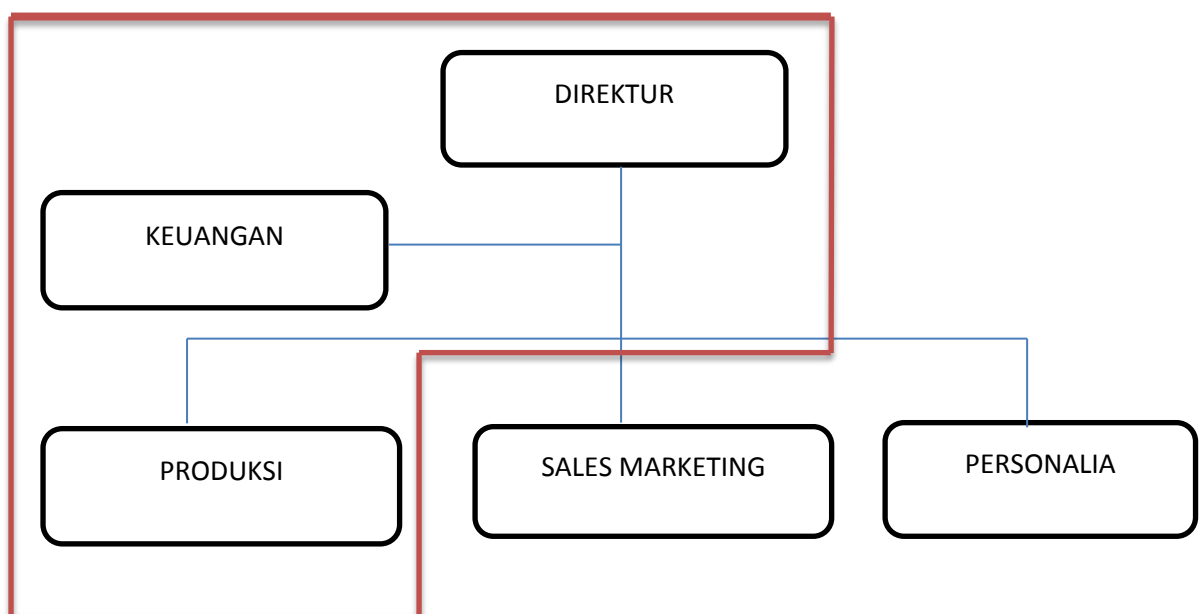 DIREKTUR
KEUANGAN
PRODUKSI
SALES MARKETING
PERSONALIA